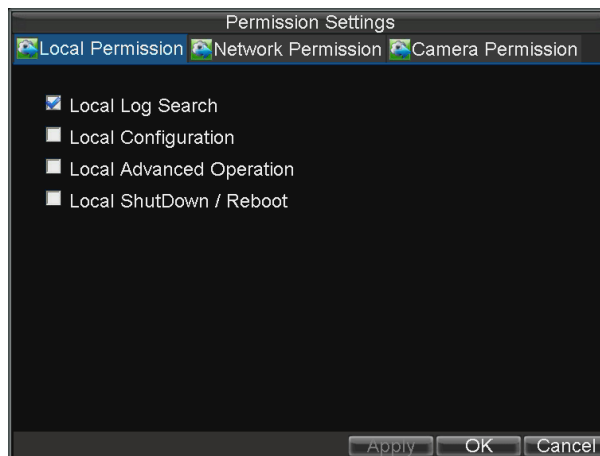 Permission Settings
Local Permission Network Permission Camera Permission
Local Log Search
Local Configuration
Local Advanced Operation
Local ShutDown / Reboot
Apply OK Cancel